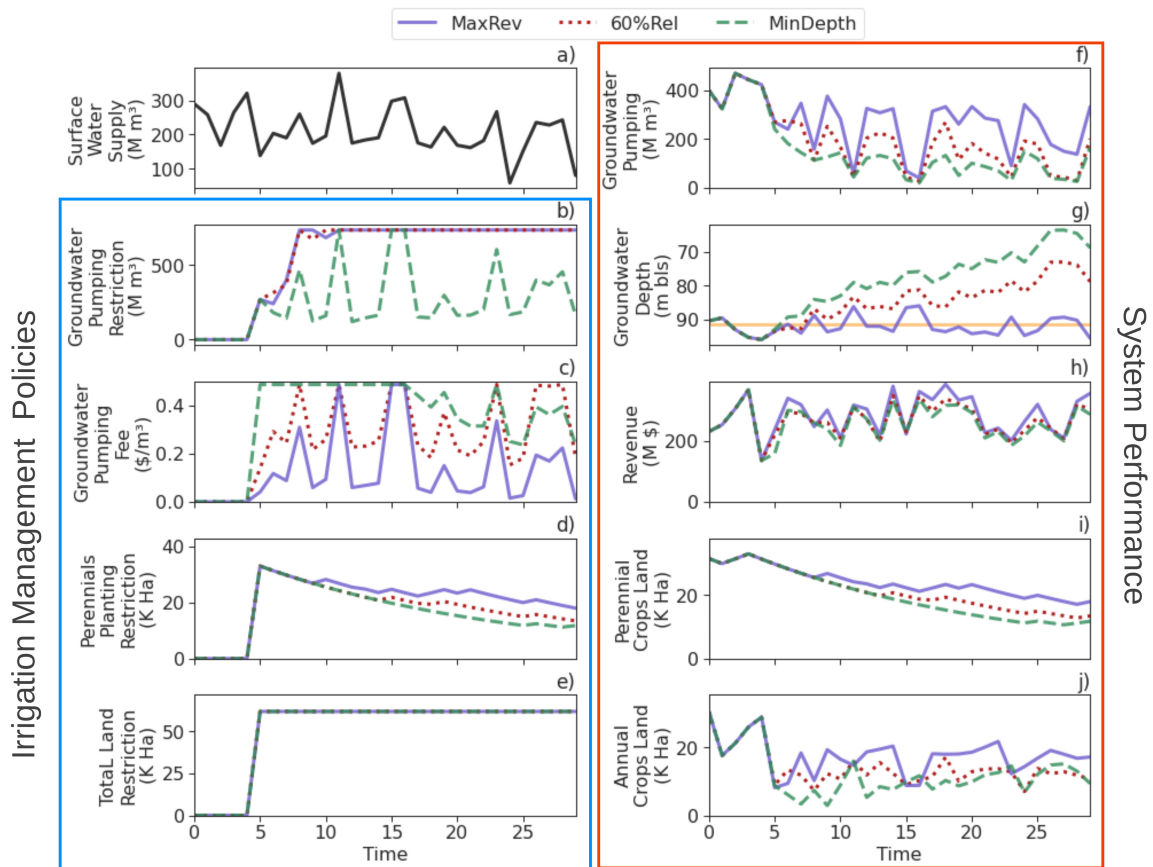 MaxRev 60%Rel MinDepth
Irrigation Management Policies
a)
Surface
Water
Supply
(M m³)
300
200
100
b)
Groundwater
Pumping
Restriction
(M m³)
500
0
c)
Groundwater
Pumping
Fee
($/m³)
0.4
0.2
0.0
d)
Perennials
Planting
Restriction
(K Ha)
40
20
0
e)
TotaL Land
Restriction
(K Ha)
50
25
0
0 5 10 15 20 25
Time
f)
Groundwater
Pumping
(M m³)
400
200
0
g)
Groundwater
Depth
(m bls)
70
80
90
h)
Revenue
(M $)
200
0
i)
Perennial
Crops Land
(K Ha)
20
0
j)
Annual
Crops Land
(K Ha)
20
0
0 5 10 15 20 25
Time
System Performance